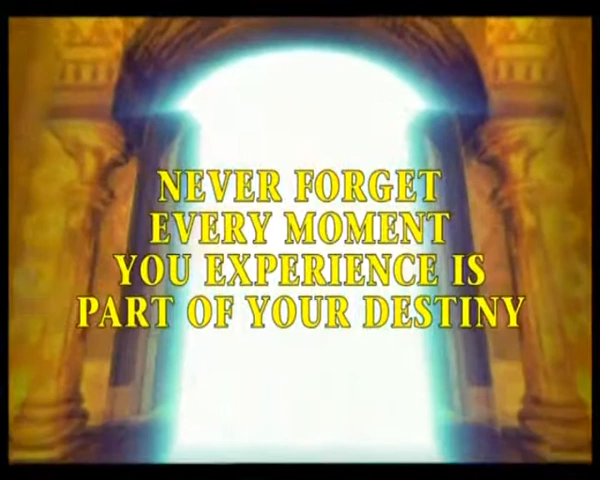 NEVER FORGET
EVERY MOMENT
YOU EXPERIENCE IS
PART OF YOUR DESTINY